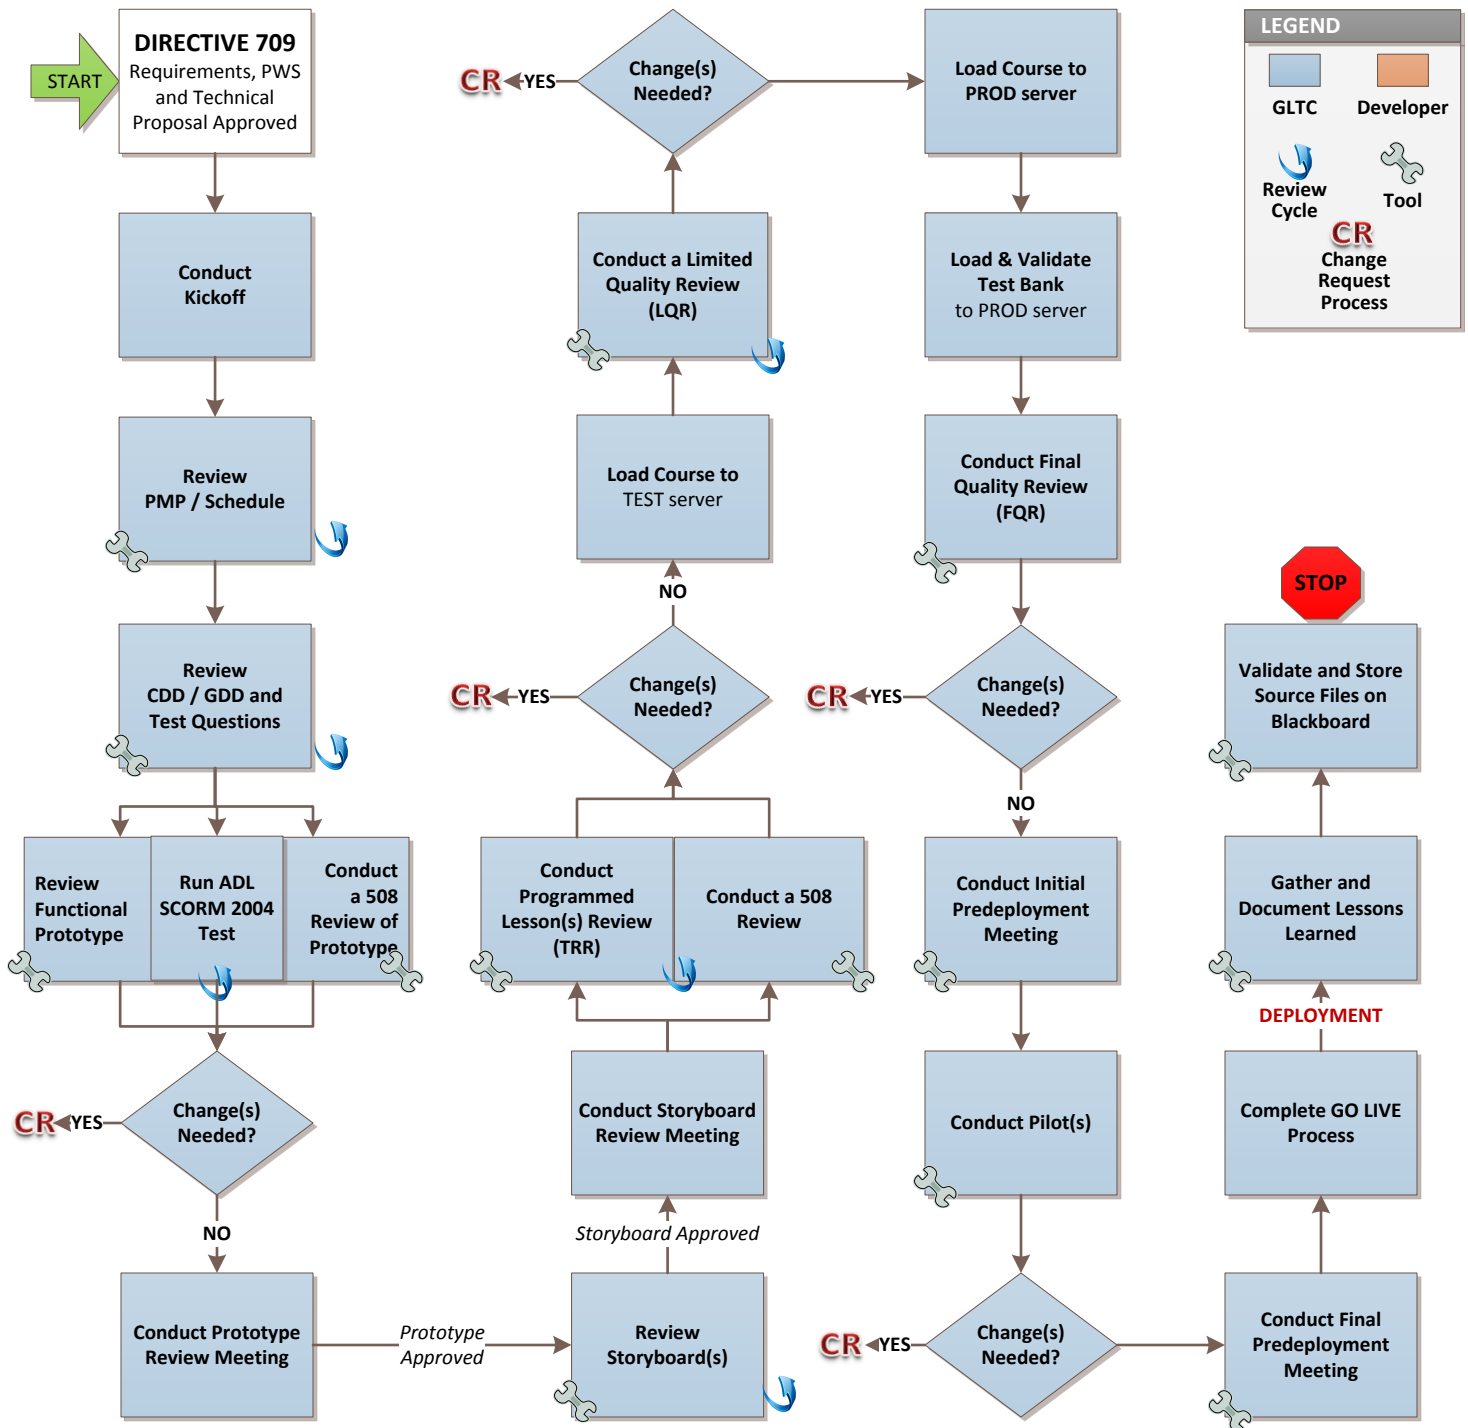 START
DIRECTIVE 709
Requirements, PWS
and Technical
Proposal Approved
Conduct
Kickoff
Review
PMP / Schedule
Review
CDD / GDD and
Test Questions
Review
Functional
Prototype
Run ADL
SCORM 2004
Test
Conduct
a 508
Review of
Prototype
Change(s)
Needed?
YES
CR
NO
Conduct Prototype
Review Meeting
Prototype
Approved
Review
Storyboard(s)
Storyboard Approved
Conduct Storyboard
Review Meeting
Conduct
Programmed
Lesson(s) Review
(TRR)
Conduct a 508
Review
Change(s)
Needed?
YES
CR
NO
Load Course to
TEST server
Conduct a Limited
Quality Review
(LQR)
Change(s)
Needed?
YES
CR
Load Course to
PROD server
Load & Validate
Test Bank
to PROD server
Conduct Final
Quality Review
(FQR)
Change(s)
Needed?
YES
CR
NO
Conduct Initial
Predeployment
Meeting
Conduct Pilot(s)
Change(s)
Needed?
YES
CR
Conduct Final
Predeployment
Meeting
Complete GO LIVE
Process
DEPLOYMENT
Gather and
Document Lessons
Learned
Validate and Store
Source Files on
Blackboard
STOP
LEGEND
GLTC
Developer
Review
Cycle
Tool
CR
Change
Request
Process